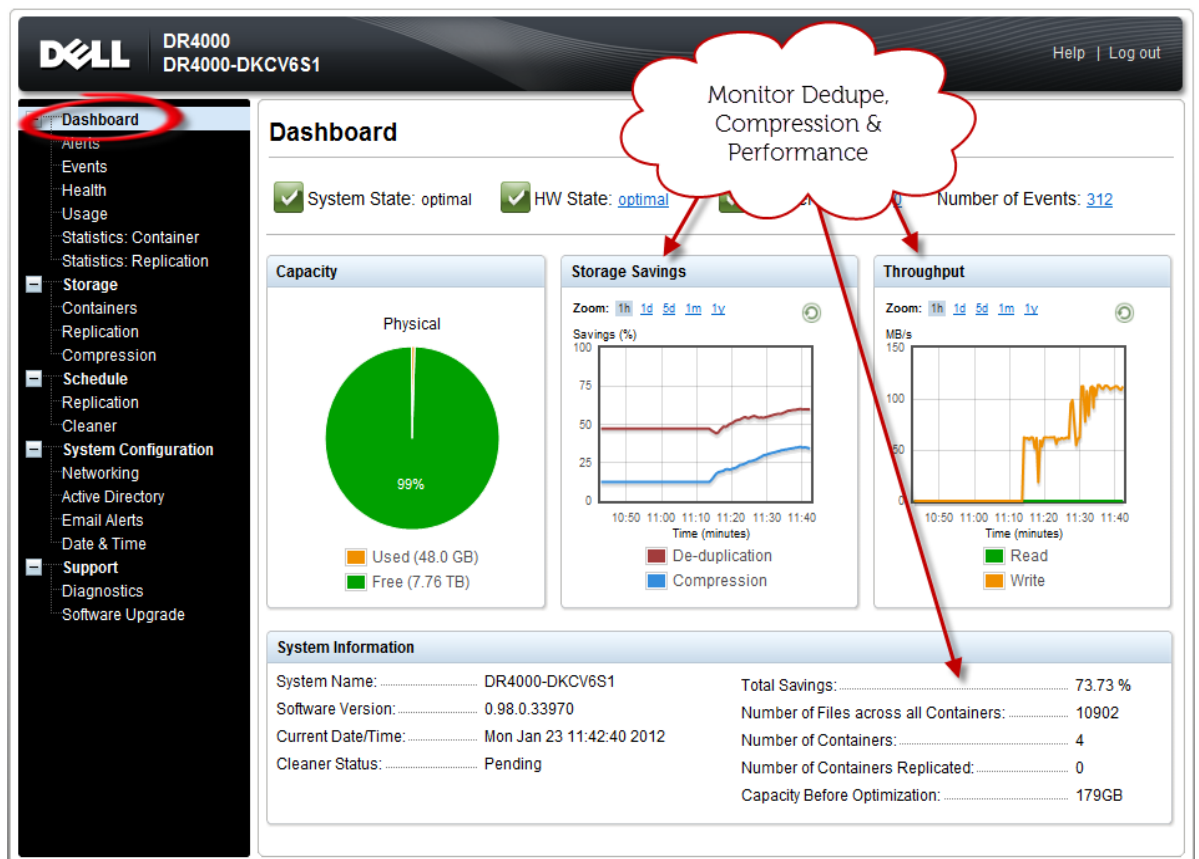 DELL
DR4000
DR4000-DKCV6S1
Help | Log out
Monitor Dedupe,
Compression &
Performance
Dashboard
Alerts
Events
Health
Usage
Statistics: Container
Statistics: Replication
Storage
Containers
Replication
Compression
Schedule
Replication
Cleaner
System Configuration
Networking
Active Directory
Email Alerts
Date & Time
Support
Diagnostics
Software Upgrade
Dashboard
System State: optimal
HW State: optimal
Number of Events: 312
Capacity
Physical
99%
Used (48.0 GB)
Free (7.76 TB)
Storage Savings
Zoom: 1h 1d 5d 1m 1y
Savings (%)
100
75
50
25
0
10:50 11:00 11:10 11:20 11:30 11:40
Time (minutes)
De-duplication
Compression
Throughput
Zoom: 1h 1d 5d 1m 1y
MB/s
150
100
50
0
10:50 11:00 11:10 11:20 11:30 11:40
Time (minutes)
Read
Write
System Information
System Name: DR4000-DKCV6S1
Software Version: 0.98.0.33970
Current Date/Time: Mon Jan 23 11:42:40 2012
Cleaner Status: Pending
Total Savings: 73.73 %
Number of Files across all Containers: 10902
Number of Containers: 4
Number of Containers Replicated: 0
Capacity Before Optimization: 179GB